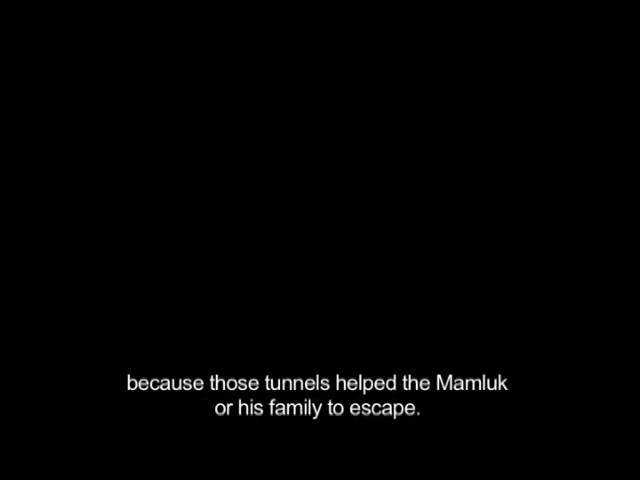 because those tunnels helped the Mamluk
or his family to escape.